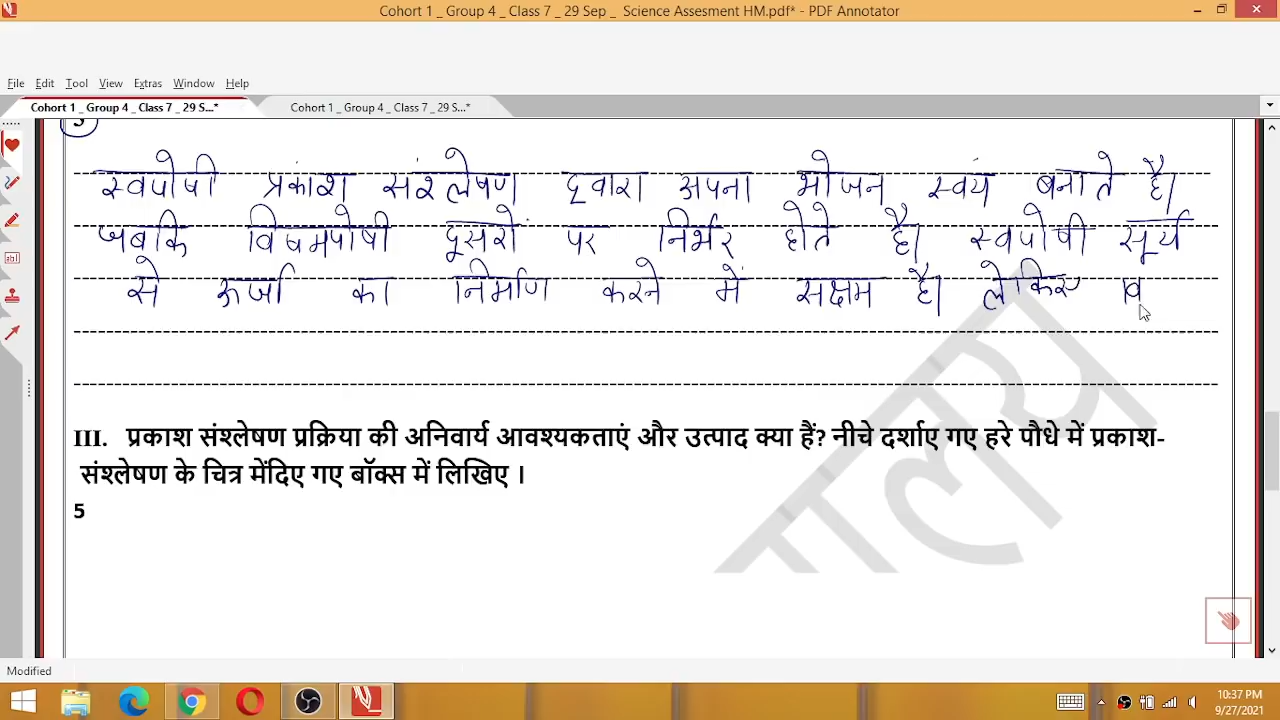 Cohort 1 _ Group 4 _ Class 7 _ 29 Sep _ Science Assesment HM.pdf* - PDF Annotator
File Edit Tool View Extras Window Help
Cohort 1 _ Group 4 _ Class 7 _ 29 S...* Cohort 1 _ Group 4 _ Class 7 _ 29 S...*
3
स्वपोषी प्रकांश संश्लेषण द्वारा अपना भोजन स्वयं बनाते है।
जबकि विषमपोषी दूसरों पर निर्भर होते है। स्वपोषी सूर्य
से ऊर्जा का निर्माण करने में सक्षम है। लेकिस वि
III. प्रकाश संश्लेषण प्रक्रिया की अनिवार्य आवश्यकताएं और उत्पाद क्या हैं? नीचे दर्शाए गए हरे पौधे में प्रकाश-
संश्लेषण के चित्र मेंदिए गए बॉक्स में लिखिए ।
5
Modified
10:37 PM
9/27/2021